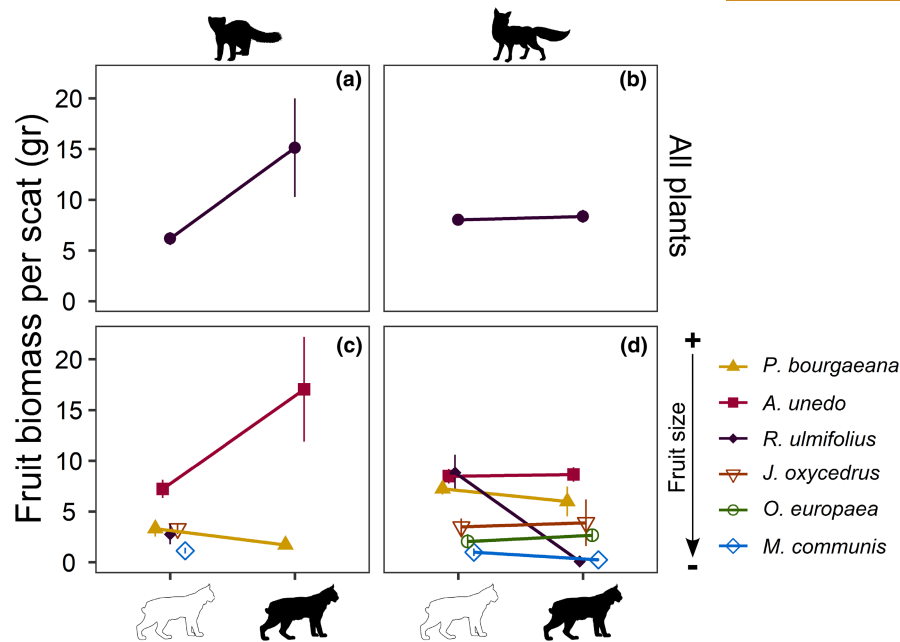 (a)
(b)
Fruit biomass per scat (gr)
20
15
10
5
0
All plants
(c)
(d)
20
15
10
5
0
+
Fruit size
-
P. bourgaeana
A. unedo
R. ulmifolius
J. oxycedrus
O. europaea
M. communis